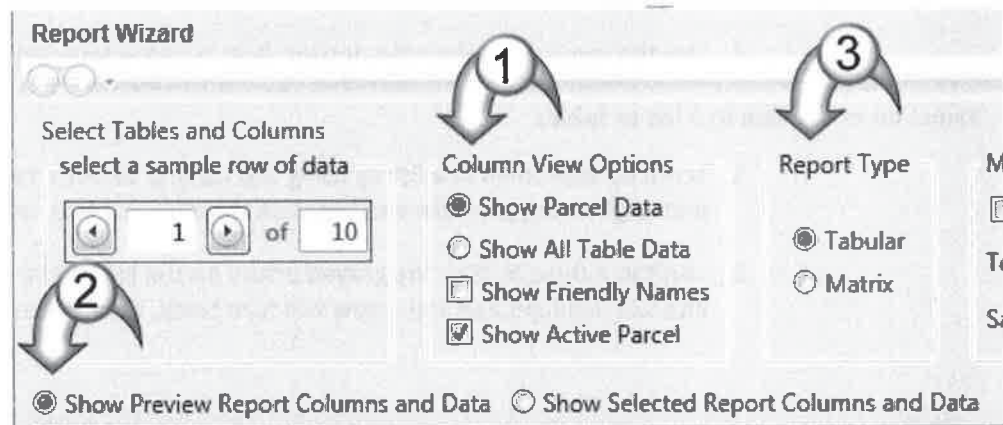 Report Wizard
1
3
Select Tables and Columns
select a sample row of data
1 of 10
2
Column View Options
Show Parcel Data
Show All Table Data
Show Friendly Names
Show Active Parcel
Report Type
Tabular
Matrix
Show Preview Report Columns and Data Show Selected Report Columns and Data